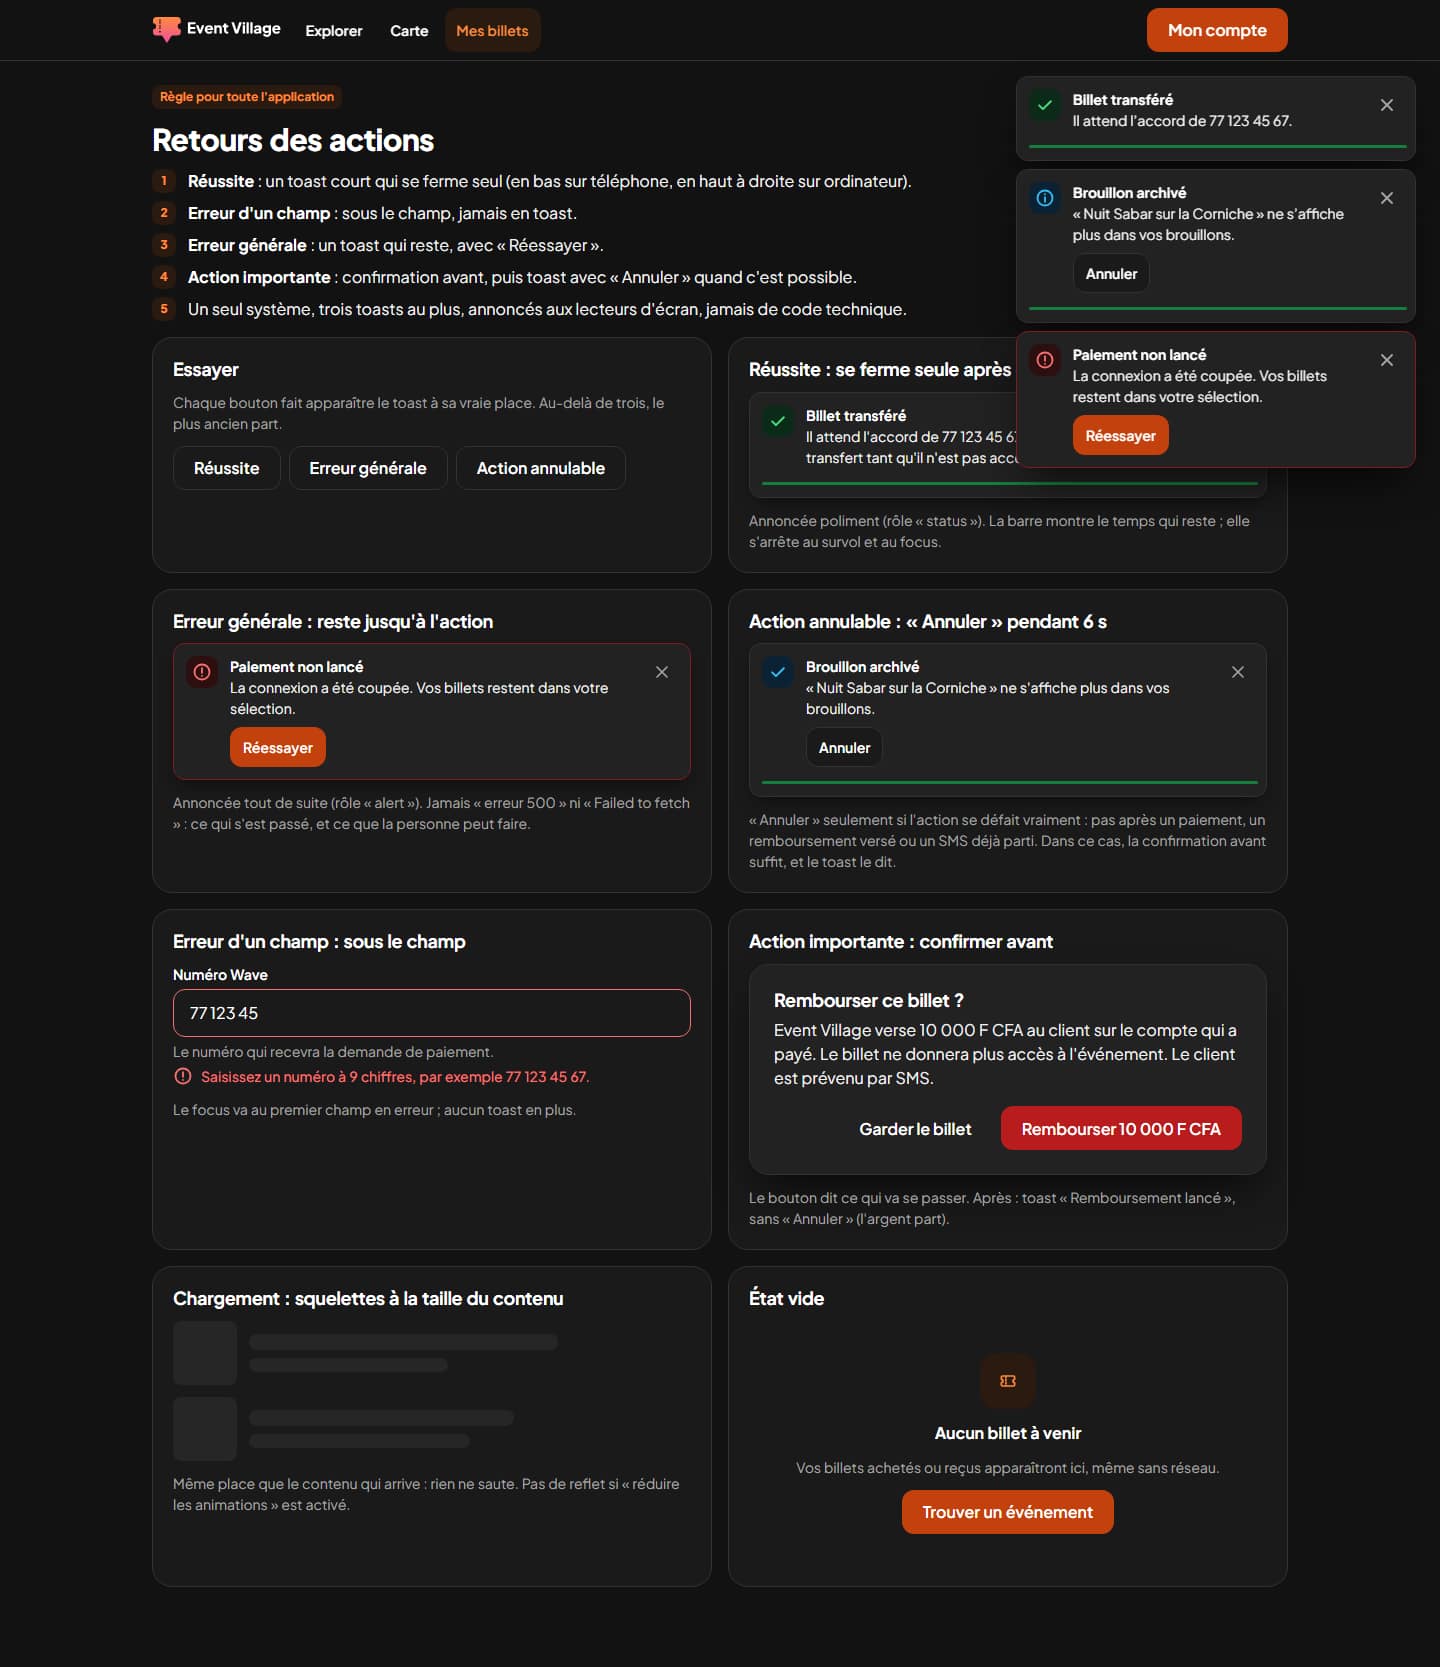 Event Village
Explorer
Carte
Mes billets
Mon compte
Règle pour toute l'application
Retours des actions
1 Réussite : un toast court qui se ferme seul (en bas sur téléphone, en haut à droite sur ordinateur).
2 Erreur d'un champ : sous le champ, jamais en toast.
3 Erreur générale : un toast qui reste, avec « Réessayer ».
4 Action importante : confirmation avant, puis toast avec « Annuler » quand c'est possible.
5 Un seul système, trois toasts au plus, annoncés aux lecteurs d'écran, jamais de code technique.
Billet transféré
Il attend l'accord de 77 123 45 67.
Brouillon archivé
« Nuit Sabar sur la Corniche » ne s'affiche
plus dans vos brouillons.
Annuler
Paiement non lancé
La connexion a été coupée. Vos billets
restent dans votre sélection.
Réessayer
Essayer
Chaque bouton fait apparaître le toast à sa vraie place. Au-delà de trois, le
plus ancien part.
Réussite
Erreur générale
Action annulable
Réussite : se ferme seule après
Billet transféré
Il attend l'accord de 77 123 45 6
transfert tant qu'il n'est pas
Annoncée poliment (rôle « status »). La barre montre le temps qui reste ; elle
s'arrête au survol et au focus.
Erreur générale : reste jusqu'à l'action
Paiement non lancé
La connexion a été coupée. Vos billets restent dans votre
sélection.
Réessayer
Annoncée tout de suite (rôle « alert »). Jamais « erreur 500 » ni « Failed to fetch
» : ce qui s'est passé, et ce que la personne peut faire.
Action annulable : « Annuler » pendant 6 s
Brouillon archivé
« Nuit Sabar sur la Corniche » ne s'affiche plus dans vos
brouillons.
Annuler
« Annuler » seulement si l'action se défait vraiment : pas après un paiement, un
remboursement versé ou un SMS déjà parti. Dans ce cas, la confirmation avant
suffit, et le toast le dit.
Erreur d'un champ : sous le champ
Numéro Wave
77 123 45
Le numéro qui recevra la demande de paiement.
Saisissez un numéro à 9 chiffres, par exemple 77 123 45 67.
Le focus va au premier champ en erreur ; aucun toast en plus.
Action importante : confirmer avant
Rembourser ce billet ?
Event Village verse 10 000 F CFA au client sur le compte qui a
payé. Le billet ne donnera plus accès à l'événement. Le client
est prévenu par SMS.
Garder le billet
Rembourser 10 000 F CFA
Le bouton dit ce qui va se passer. Après : toast « Remboursement lancé »,
sans « Annuler » (l'argent part).
Chargement : squelettes à la taille du contenu
Même place que le contenu qui arrive : rien ne saute. Pas de reflet si « réduire
les animations » est activé.
État vide
Aucun billet à venir
Vos billets achetés ou reçus apparaîtront ici, même sans réseau.
Trouver un événement